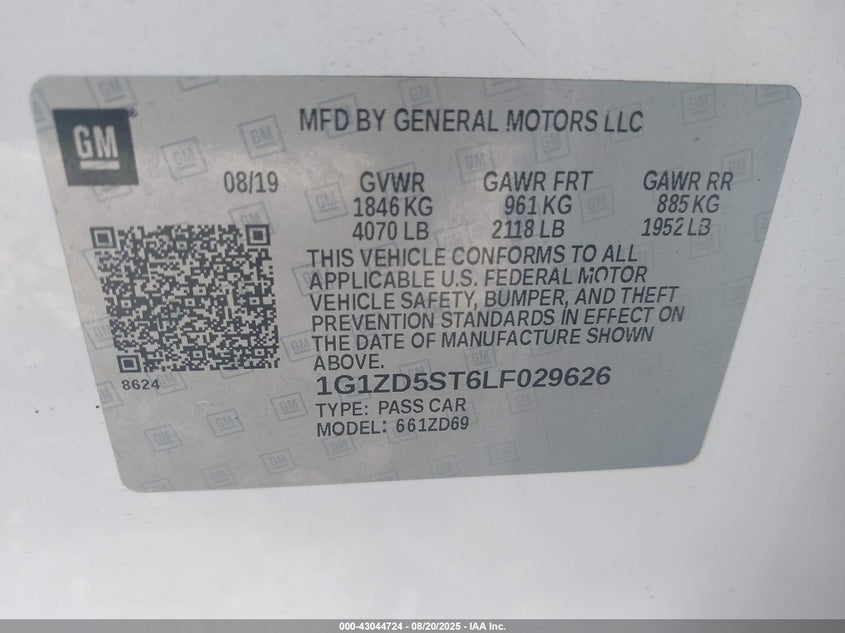 GM
MFD BY GENERAL MOTORS LLC
08/19 GVWR GAWR FRT GAWR RR
1846 KG 961 KG 885 KG
4070 LB 2118 LB 1952 LB
THIS VEHICLE CONFORMS TO ALL
APPLICABLE U.S. FEDERAL MOTOR
VEHICLE SAFETY, BUMPER, AND THEFT
PREVENTION STANDARDS IN EFFECT ON
THE DATE OF MANUFACTURE SHOWN
ABOVE.
8624
1G1ZD5ST6LF029626
TYPE: PASS CAR
MODEL: 661ZD69
000-43044724 - 08/20/2025 - IAA Inc.